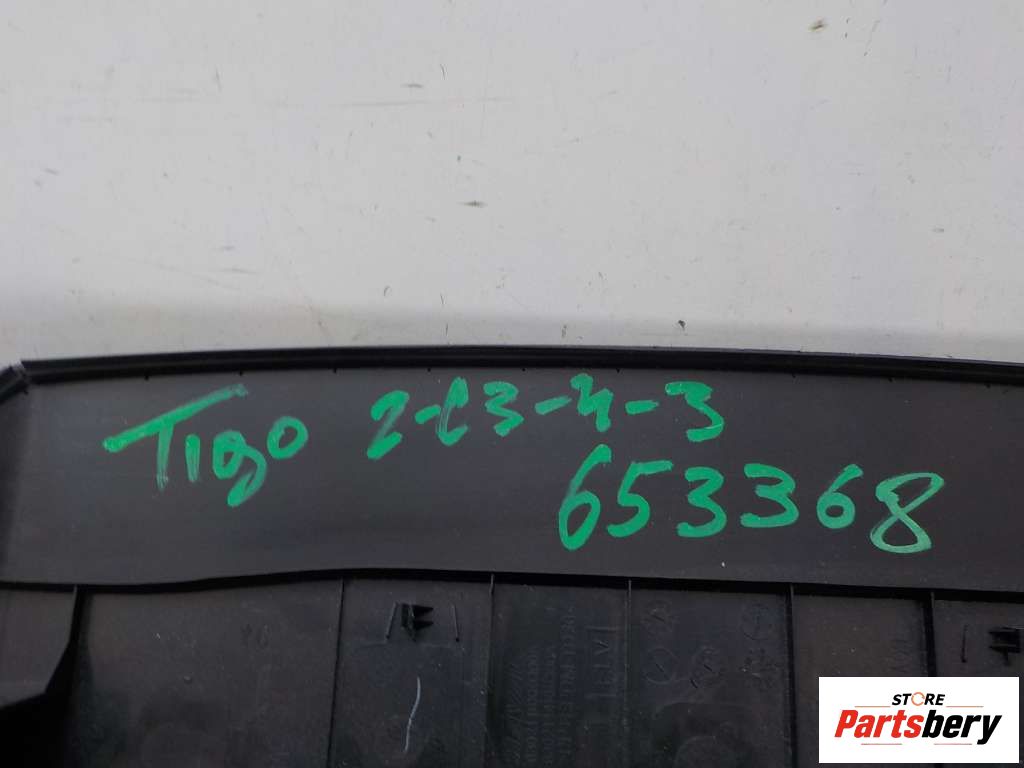 Tigo 2-C3-4-3
653368
STORE
Partsbery